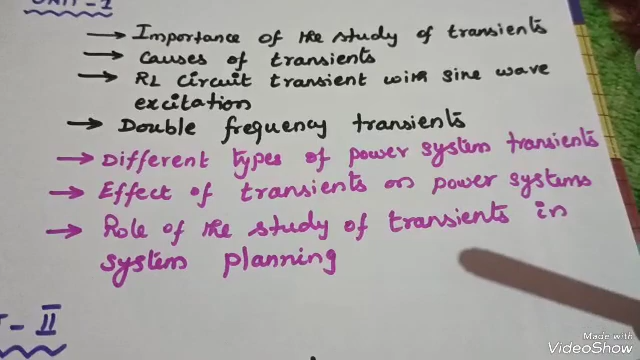 UNIT-1
→ Importance of the study of transients
→ Causes of transients
→ RL circuit transient with sine wave
excitation
→ Double frequency transients
→ Different types of power system transients
→ Effect of transients on power systems
→ Role of the study of transients in
system planning
- II
Made with
VideoShow